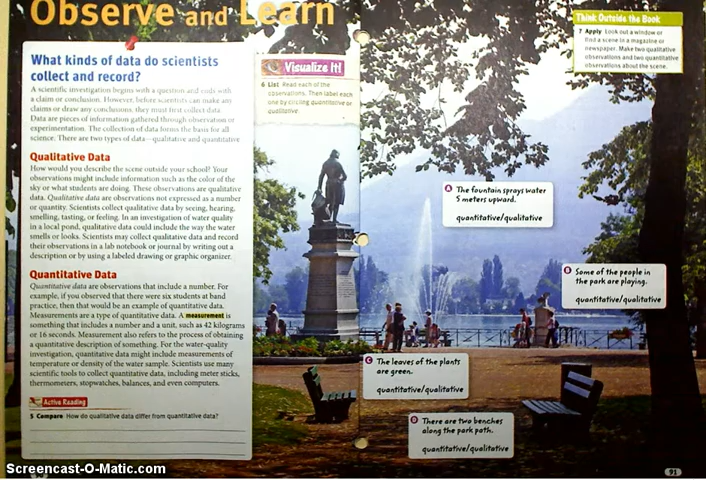 Observe and Learn
What kinds of data do scientists
collect and record?
A scientific investigation begins with a question and ends with
a claim or conclusion. However, before scientists can make any
claims or draw any conclusions, they must first collect data.
Data are pieces of information gathered through observation or
experimentation. The collection of data forms the basis for all
science. There are two types of data—qualitative and quantitative
Qualitative Data
How would you describe the scene outside your school? Your
observations might include information such as the color of the
sky or what students are doing. These observations are qualitative
data. Qualitative data are observations not expressed as a number
or quantity. Scientists collect qualitative data by seeing, hearing,
smelling, tasting, or feeling. In an investigation of water quality
in a local pond, qualitative data could include the way the water
smells or looks. Scientists may collect qualitative data and record
their observations in a lab notebook or journal by writing out a
description or by using a labeled drawing or graphic organizer.
Quantitative Data
Quantitative data are observations that include a number. For
example, if you observed that there were six students at band
practice, then that would be an example of quantitative data.
Measurements are a type of quantitative data. A measurement is
something that includes a number and a unit, such as 42 kilograms
or 16 seconds. Measurement also refers to the process of obtaining
a quantitative description of something. For the water-quality
investigation, quantitative data might include measurements of
temperature or density of the water sample. Scientists use many
scientific tools to collect quantitative data, including meter sticks,
thermometers, stopwatches, balances, and even computers.
Active Reading
5 Compare How do qualitative data differ from quantitative data?
Visualize It!
6 List Read each of the
observations. Then label each
one by circling quantitative or
qualitative.
Think Outside the Book
7 Apply Look out a window or
find a scene in a magazine or
newspaper. Make two qualitative
observations and two quantitative
observations about the scene.
A The fountain sprays water
5 meters upward.
quantitative/qualitative
B Some of the people in
the park are playing.
quantitative/qualitative
C The leaves of the plants
are green.
quantitative/qualitative
D There are two benches
along the park path.
quantitative/qualitative
91
Screencast-O-Matic.com